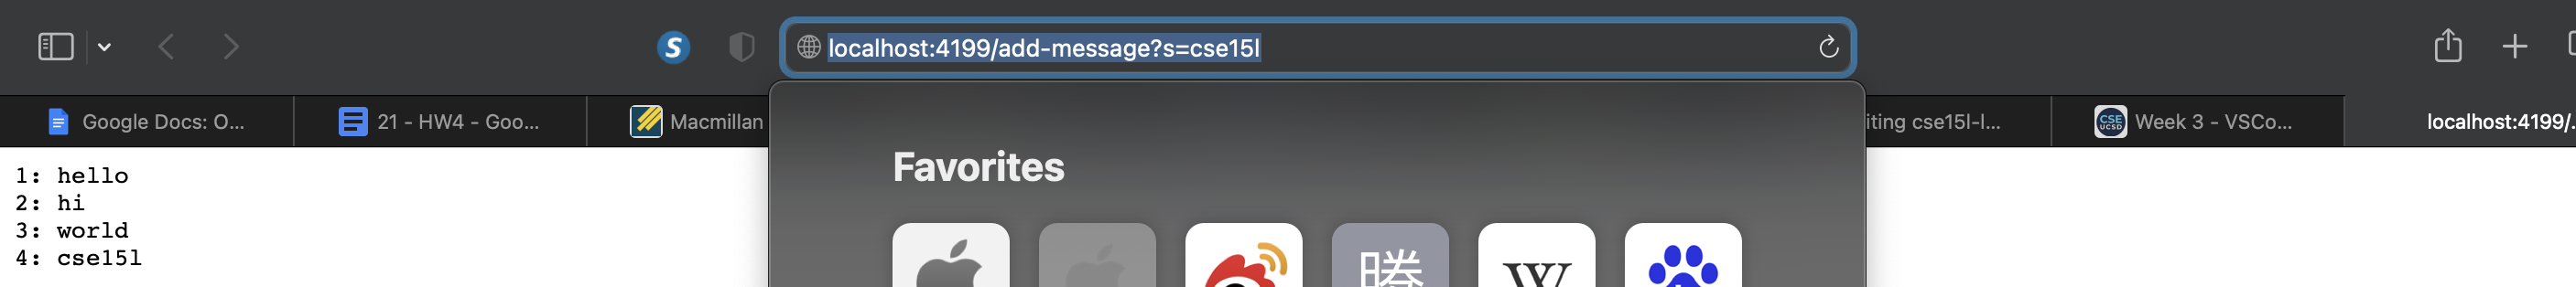 localhost:4199/add-message?s=cse15l
Google Docs: O...
21 - HW4 - Goo...
Macmillan
iting cse15l-l...
CSE
UCSD
Week 3 - VSCo...
localhost:4199/.
1: hello
2: hi
3: world
4: cse15l
Favorites
腾
W